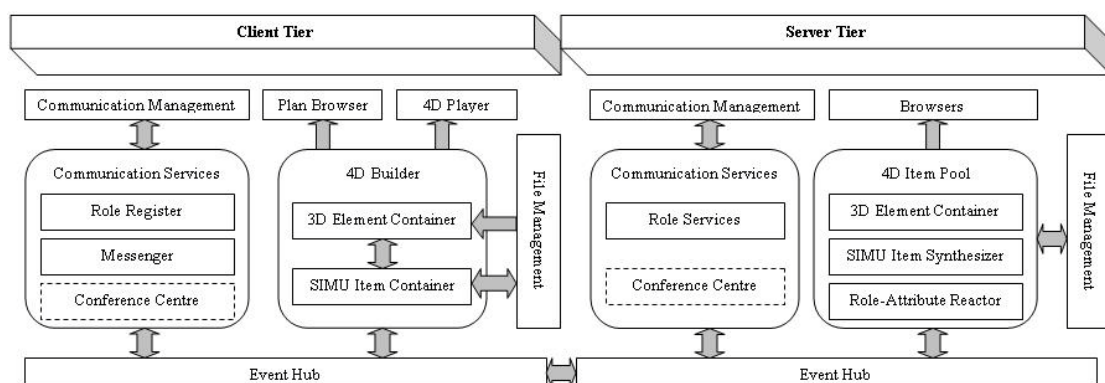 Client Tier
Server Tier
Communication Management
Plan Browser
4D Player
Communication Management
Browsers
Communication Services
Role Register
Messenger
Conference Centre
4D Builder
3D Element Container
SIMU Item Container
File Management
Communication Services
Role Services
Conference Centre
4D Item Pool
3D Element Container
SIMU Item Synthesizer
Role-Attribute Reactor
File Management
Event Hub
Event Hub